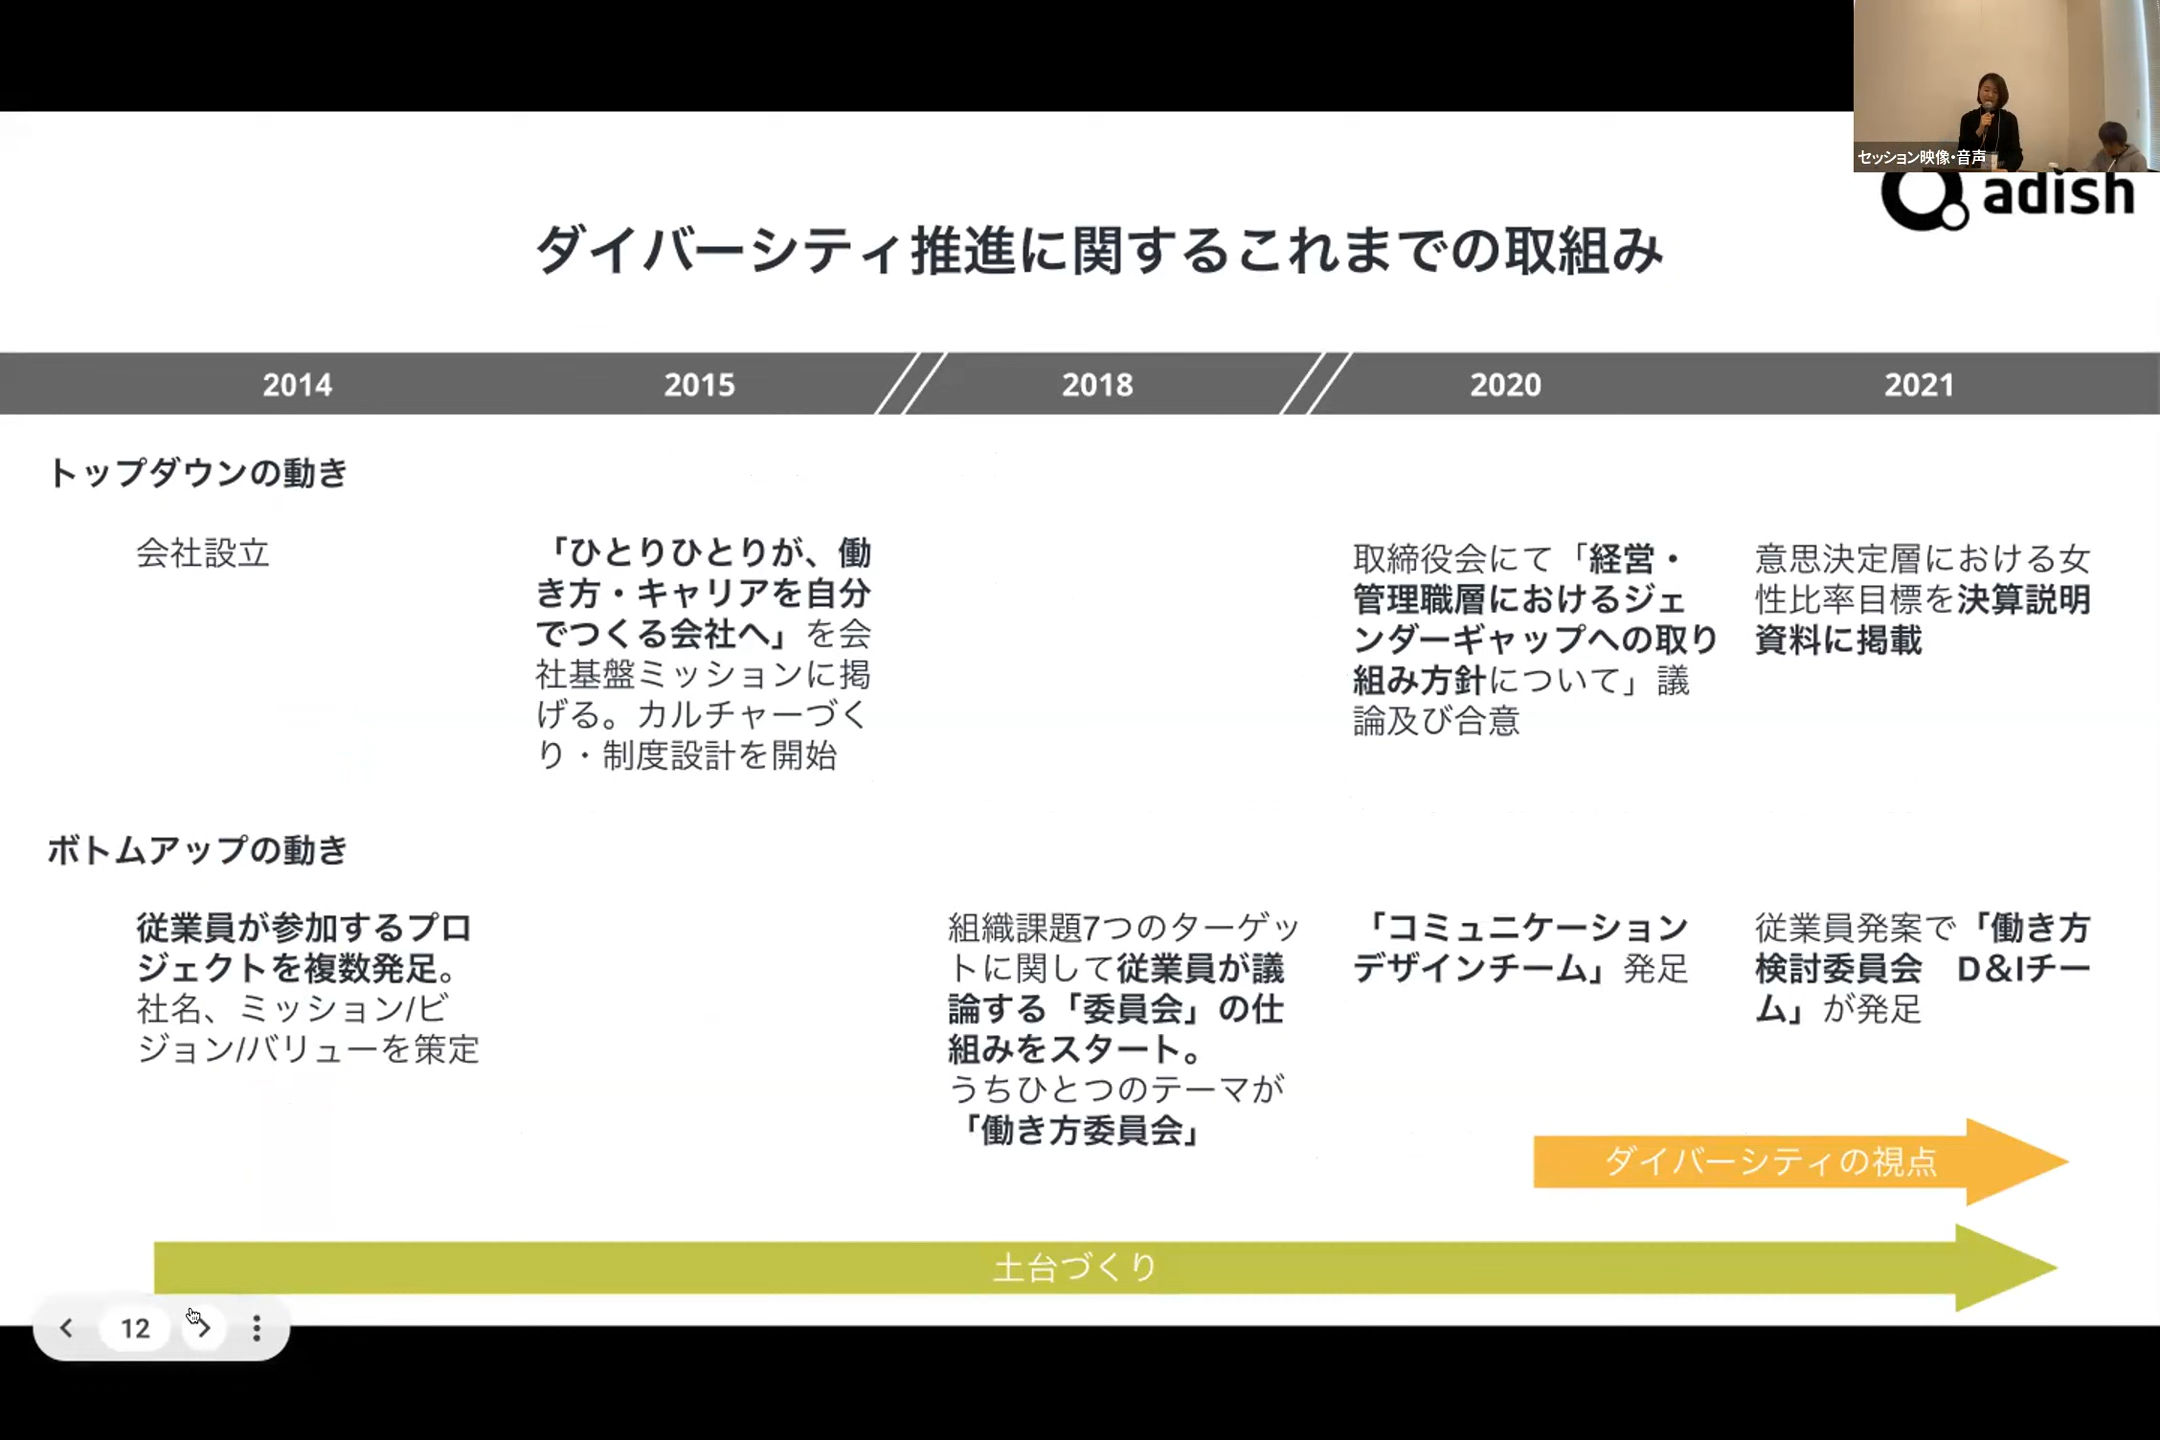 セッション映像・音声
adish
ダイバーシティ推進に関するこれまでの取組み
2014
2015
2018
2020
2021
トップダウンの動き
会社設立
「ひとりひとりが、働
き方・キャリアを自分
でつくる会社へ」を会
社基盤ミッションに掲
げる。カルチャーづく
り・制度設計を開始
取締役会にて「経営・
管理職層におけるジェ
ンダーギャップへの取り
組み方針について」議
論及び合意
意思決定層における女
性比率目標を決算説明
資料に掲載
ボトムアップの動き
従業員が参加するプロ
ジェクトを複数発足。
社名、ミッション/ビ
ジョン/バリューを策定
組織課題7つのターゲッ
トに関して従業員が議
論する「委員会」の仕
組みをスタート。
うちひとつのテーマが
「働き方委員会」
「コミュニケーション
デザインチーム」発足
従業員発案で「働き方
検討委員会　D&Iチー
ム」が発足
ダイバーシティの視点
土台づくり
12